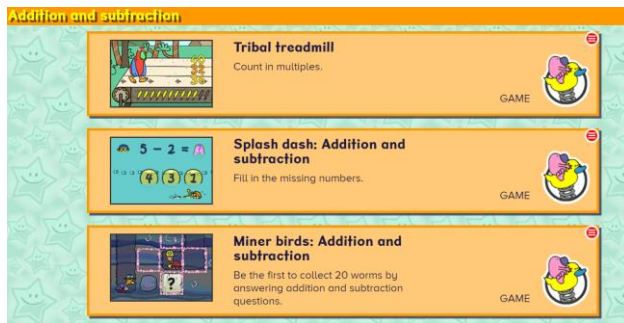 Addition and subtraction
Tribal treadmill
Count in multiples.
GAME
5 - 2 =
4 3 2
Splash dash: Addition and
subtraction
Fill in the missing numbers.
GAME
?
Miner birds: Addition and
subtraction
Be the first to collect 20 worms by
answering addition and subtraction
questions.
GAME